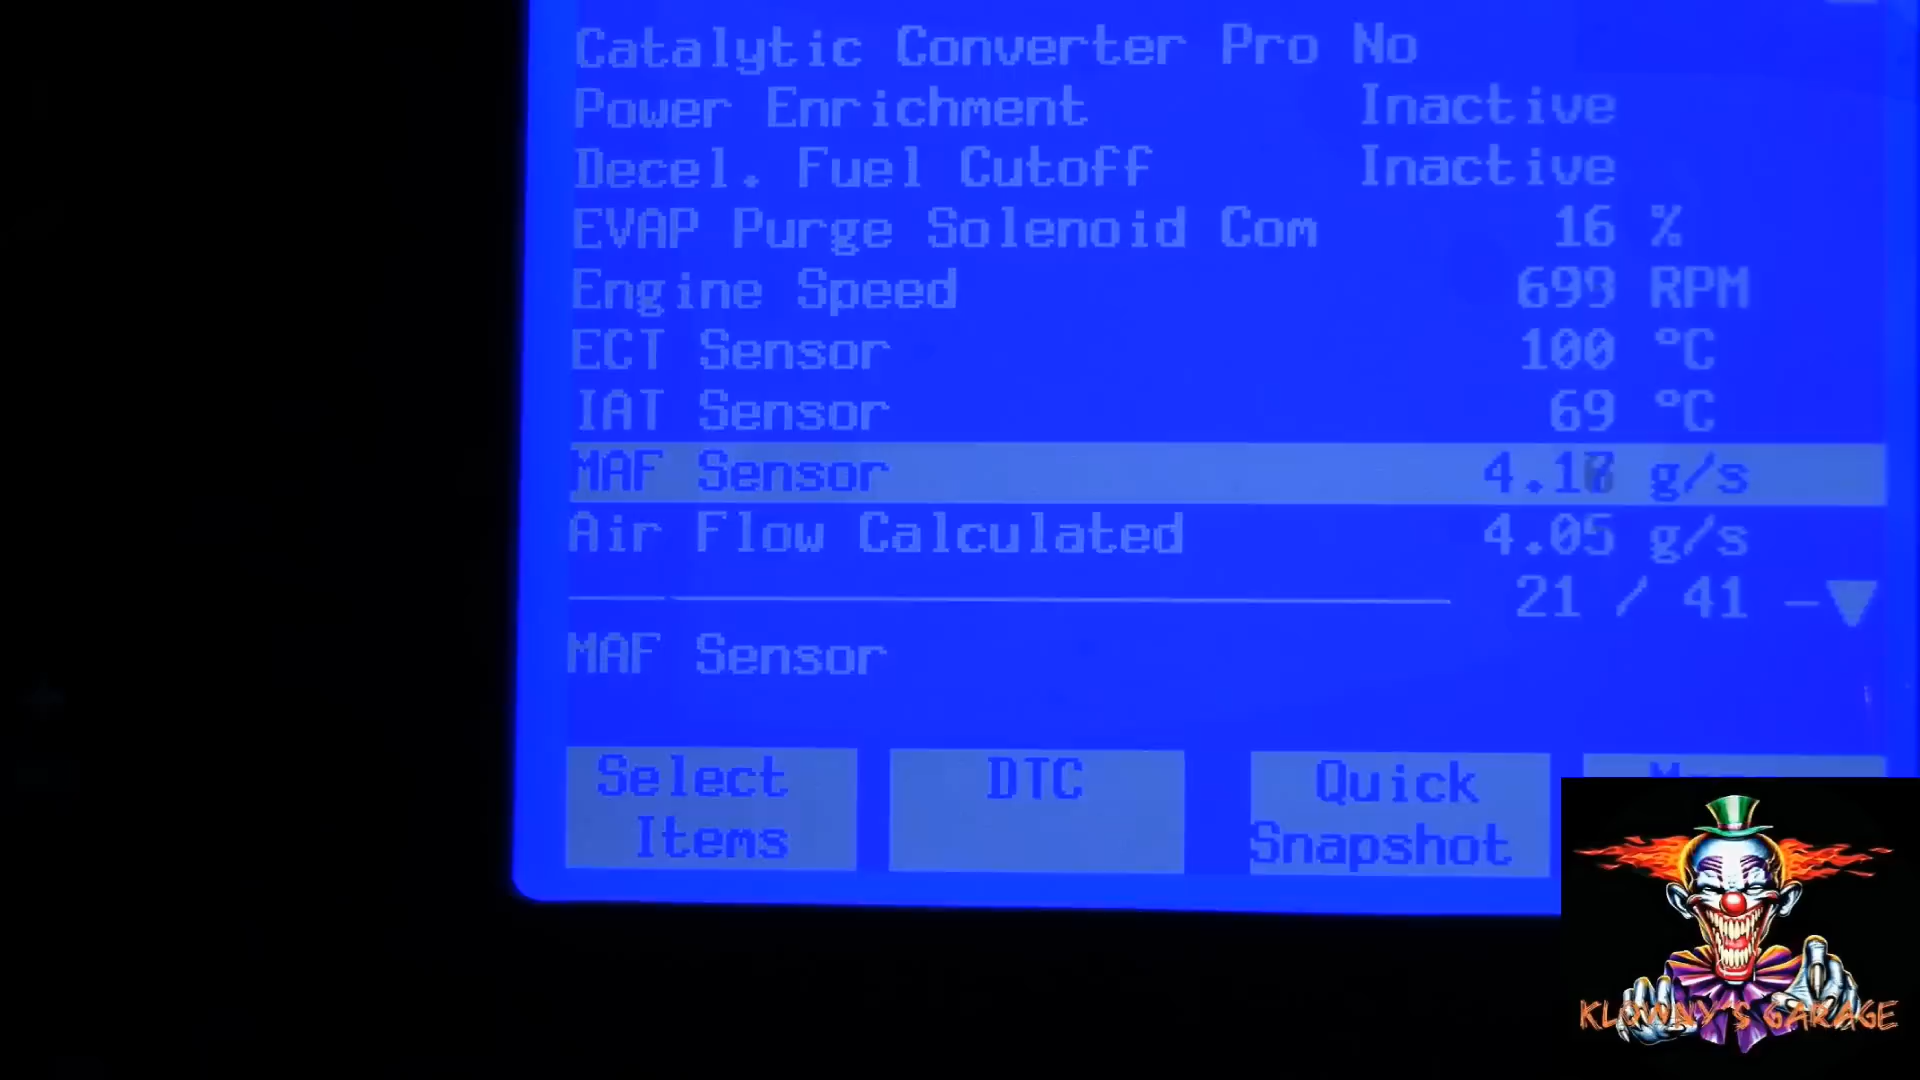 Catalytic Converter Pro No
Power Enrichment Inactive
Decel. Fuel Cutoff Inactive
EVAP Purge Solenoid Com 16 %
Engine Speed RPM
ECT Sensor 100 °C
IAT Sensor 69 °C
MAF Sensor g/s
Air Flow Calculated 4.05 g/s
21 / 41
MAF Sensor
Select Items
DTC
Quick Snapshot
KLOWNY'S GARAGE